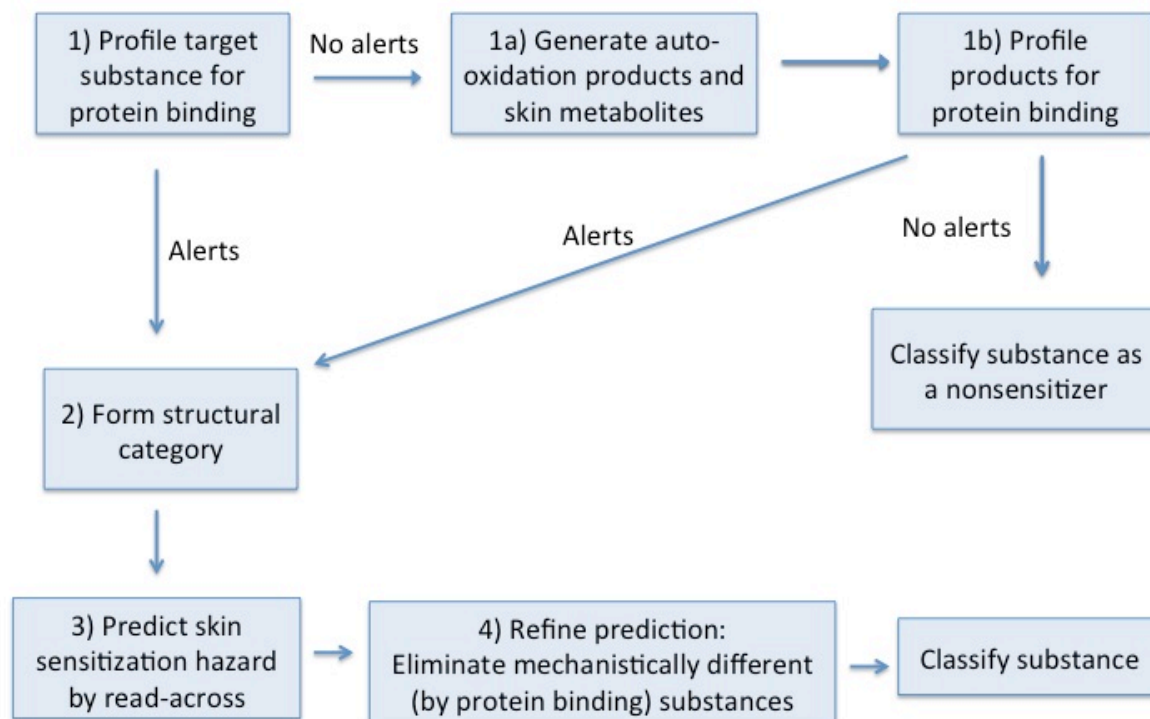 1) Profile target
substance for
protein binding
No alerts
1a) Generate auto-
oxidation products and
skin metabolites
1b) Profile
products for
protein binding
Alerts
Alerts
No alerts
Classify substance as
a nonsensitizer
2) Form structural
category
3) Predict skin
sensitization hazard
by read-across
4) Refine prediction:
Eliminate mechanistically different
(by protein binding) substances
Classify substance